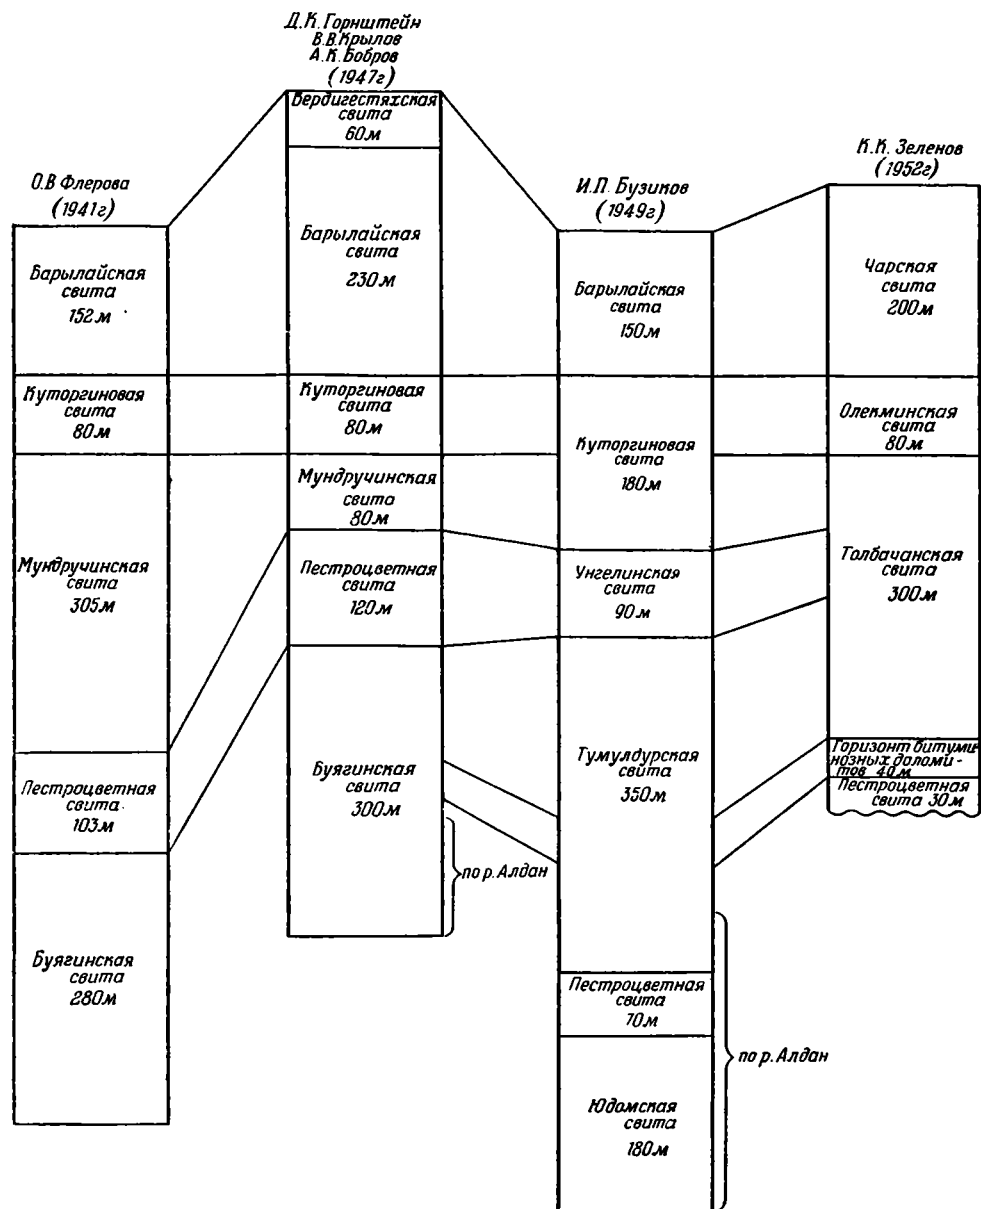 О.В Флерова
(1941г)
Барылайская
свита
152м
Куторгиновая
свита
80м
Мундручинская
свита
305м
Пестроцветная
свита
103м
Буягинская
свита
280м
Д.К. Горнштейн
В.В.Крылов
А.К.Бобров
(1947г)
Бердигестяхская
свита
60м
Барылайская
свита
230м
Куторгиновая
свита
80м
Мундручинская
свита
80м
Пестроцветная
свита
120м
Буягинская
свита
300м
по р. Алдан
И.П. Бузиков
(1949г)
Барылайская
свита
150м
Куторгиновая
свита
180м
Унгелинская
свита
90м
Тумулдурская
свита
350м
Пестроцветная
свита
70м
Юдомская
свита
180м
по р. Алдан
К.К. Зеленов
(1952г)
Чарская
свита
200м
Олекминская
свита
80м
Толбачанская
свита
300м
Горизонт битуми-
нозных доломи-
тов 40м
Пестроцветная
свита 30м